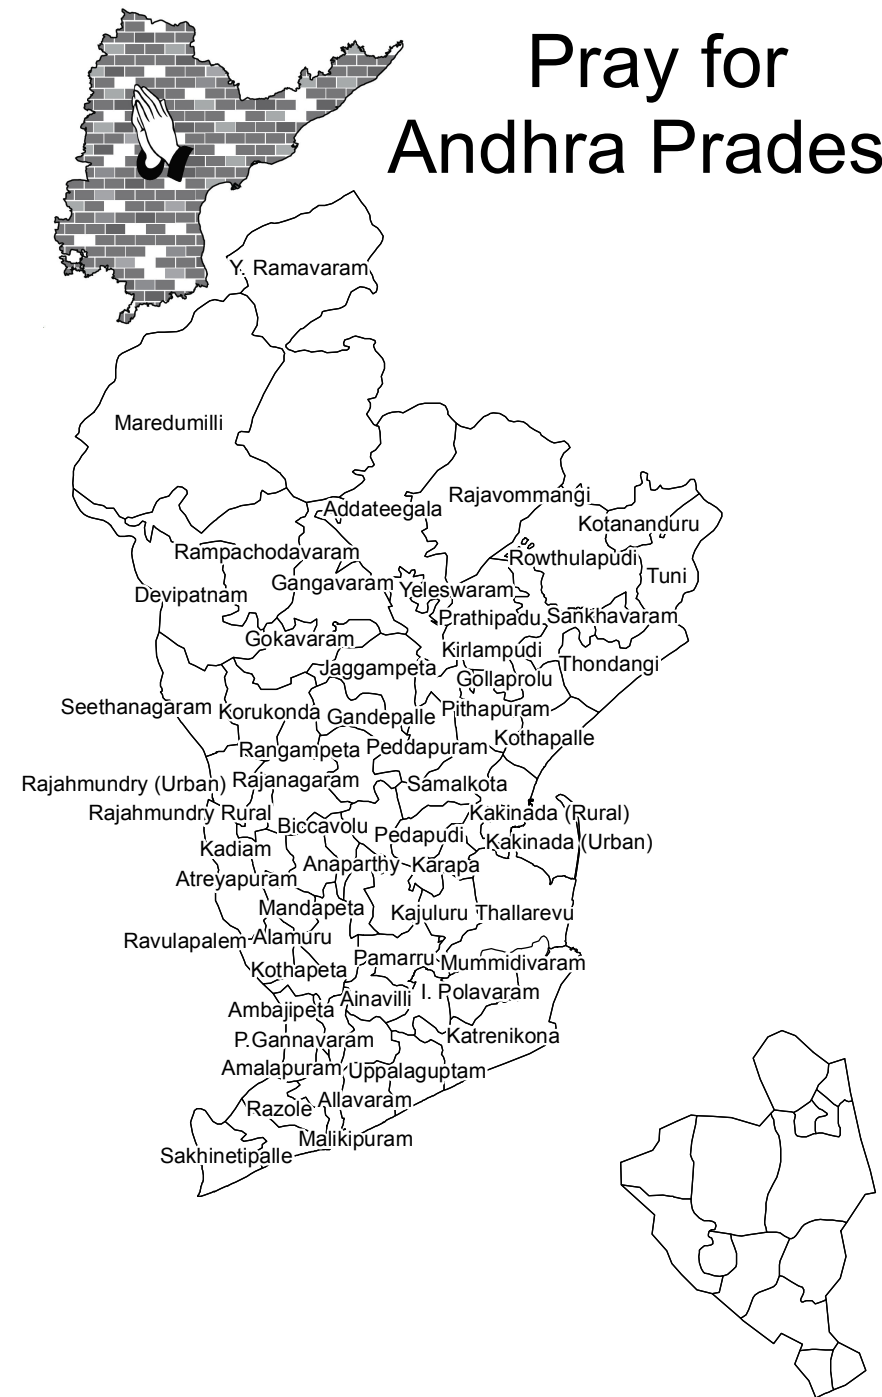 Pray for
Andhra Prades
Y. Ramavaram
Maredumilli
Rajavommangi
Addateegala
Kotananduru
Rampachodavaram
Rowthulapudi
Tuni
Gangavaram
Yeleswaram
Devipatnam
Prathipadu
Sankhavaram
Gokavaram
Kirlampudi
Thondangi
Jaggampeta
Gollaprolu
Seethanagaram
Korukonda
Gandepalle
Pithapuram
Kothapalle
Rangampeta
Peddapuram
Rajahmundry (Urban)
Rajanagaram
Samalkota
Rajahmundry Rural
Kakinada (Rural)
Biccavolu
Pedapudi
Kakinada (Urban)
Kadiam
Anaparthy
Karapa
Atreyapuram
Mandapeta
Kajuluru
Thallarevu
Ravulapalem
Alamuru
Pamarru
Mummidivaram
Kothapeta
Ainavilli
I. Polavaram
Ambajipeta
P.Gannavaram
Katrenikona
Amalapuram
Uppalaguptam
Razole
Allavaram
Malikipuram
Sakhinetipalle